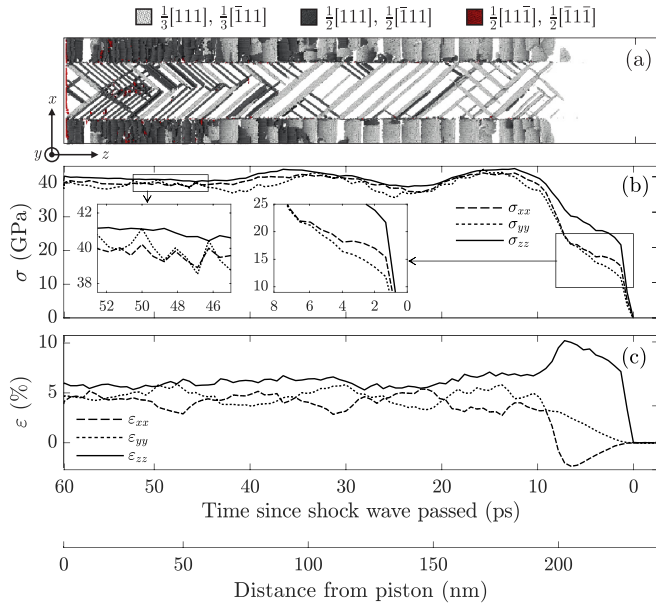 1/3[111], 1/3[1̄11] 1/2[111], 1/2[1̄11] 1/2[111̄], 1/2[1̄11̄]
(a)
x
y z
40
30
20
10
0
σ (GPa)
(b)
σxx
σyy
σzz
42
41
40
39
38
52 50 48 46
25
20
15
10
8 6 4 2 0
10
5
0
ε (%)
(c)
εxx
εyy
εzz
60 50 40 30 20 10 0
Time since shock wave passed (ps)
0 50 100 150 200
Distance from piston (nm)